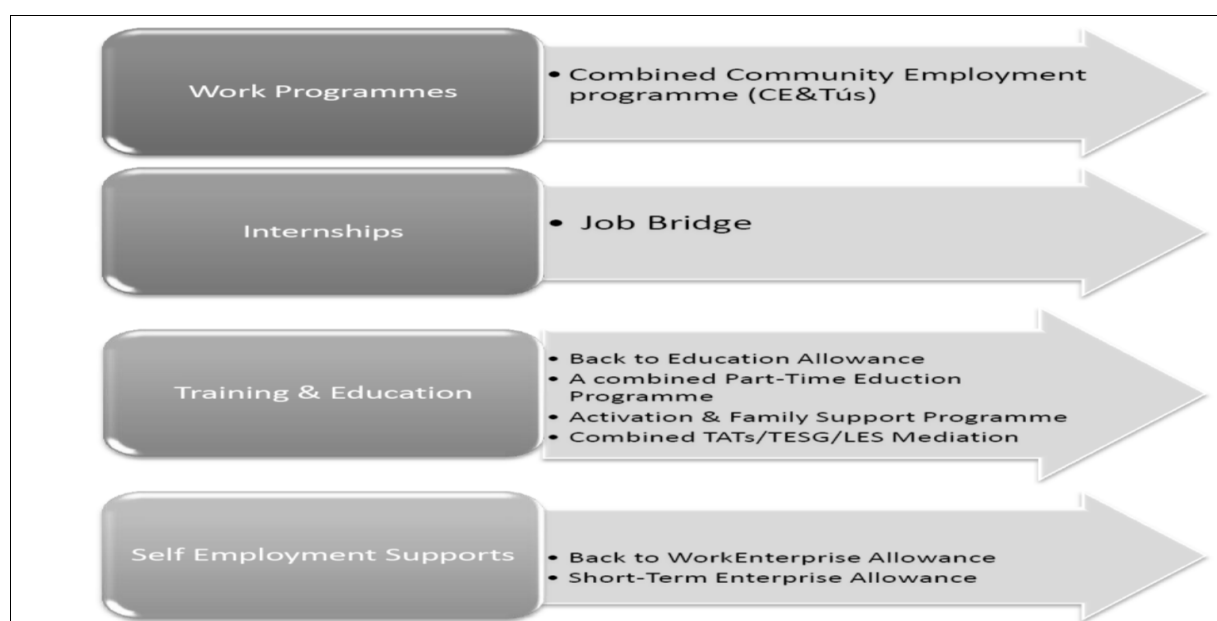 Work Programmes
• Combined Community Employment
programme (CE&Tús)
Internships
• Job Bridge
Training & Education
• Back to Education Allowance
• A combined Part-Time Eduction
Programme
• Activation & Family Support Programme
• Combined TATs/TESG/LES Mediation
Self Employment Supports
• Back to WorkEnterprise Allowance
• Short-Term Enterprise Allowance